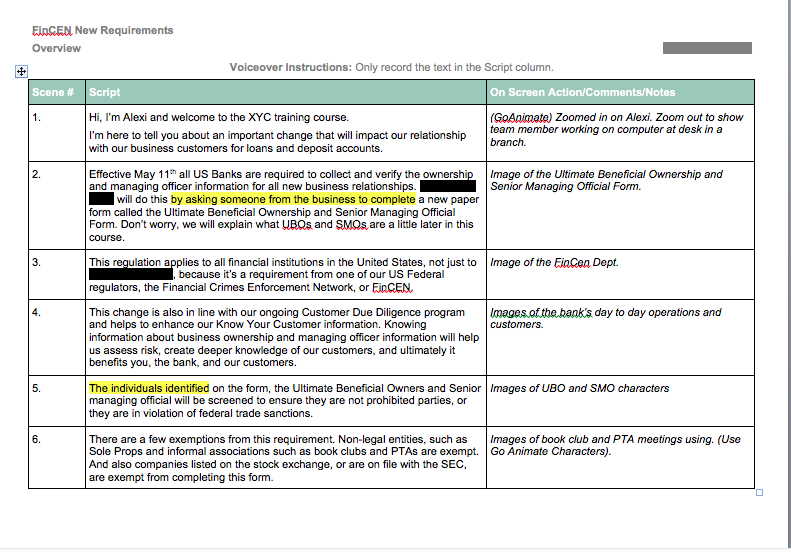 FinCEN New Requirements
Overview
Voiceover Instructions: Only record the text in the Script column.
Scene # Script On Screen Action/Comments/Notes
1. Hi, I'm Alexi and welcome to the XYC training course.
I'm here to tell you about an important change that will impact our relationship
with our business customers for loans and deposit accounts.
(GoAnimate) Zoomed in on Alexi. Zoom out to show
team member working on computer at desk in a
branch.
2. Effective May 11th all US Banks are required to collect and verify the ownership
and managing officer information for all new business relationships.
will do this by asking someone from the business to complete a new paper
form called the Ultimate Beneficial Ownership and Senior Managing Official
Form. Don't worry, we will explain what UBOs and SMOs are a little later in this
course.
Image of the Ultimate Beneficial Ownership and
Senior Managing Official Form.
3. This regulation applies to all financial institutions in the United States, not just to
, because it's a requirement from one of our US Federal
regulators, the Financial Crimes Enforcement Network, or FinCEN.
Image of the FinCen Dept.
4. This change is also in line with our ongoing Customer Due Diligence program
and helps to enhance our Know Your Customer information. Knowing
information about business ownership and managing officer information will help
us assess risk, create deeper knowledge of our customers, and ultimately it
benefits you, the bank, and our customers.
Images of the bank's day to day operations and
customers.
5. The individuals identified on the form, the Ultimate Beneficial Owners and Senior
managing official will be screened to ensure they are not prohibited parties, or
they are in violation of federal trade sanctions.
Images of UBO and SMO characters
6. There are a few exemptions from this requirement. Non-legal entities, such as
Sole Props and informal associations such as book clubs and PTAs are exempt.
And also companies listed on the stock exchange, or are on file with the SEC,
are exempt from completing this form.
Images of book club and PTA meetings using. (Use
Go Animate Characters).